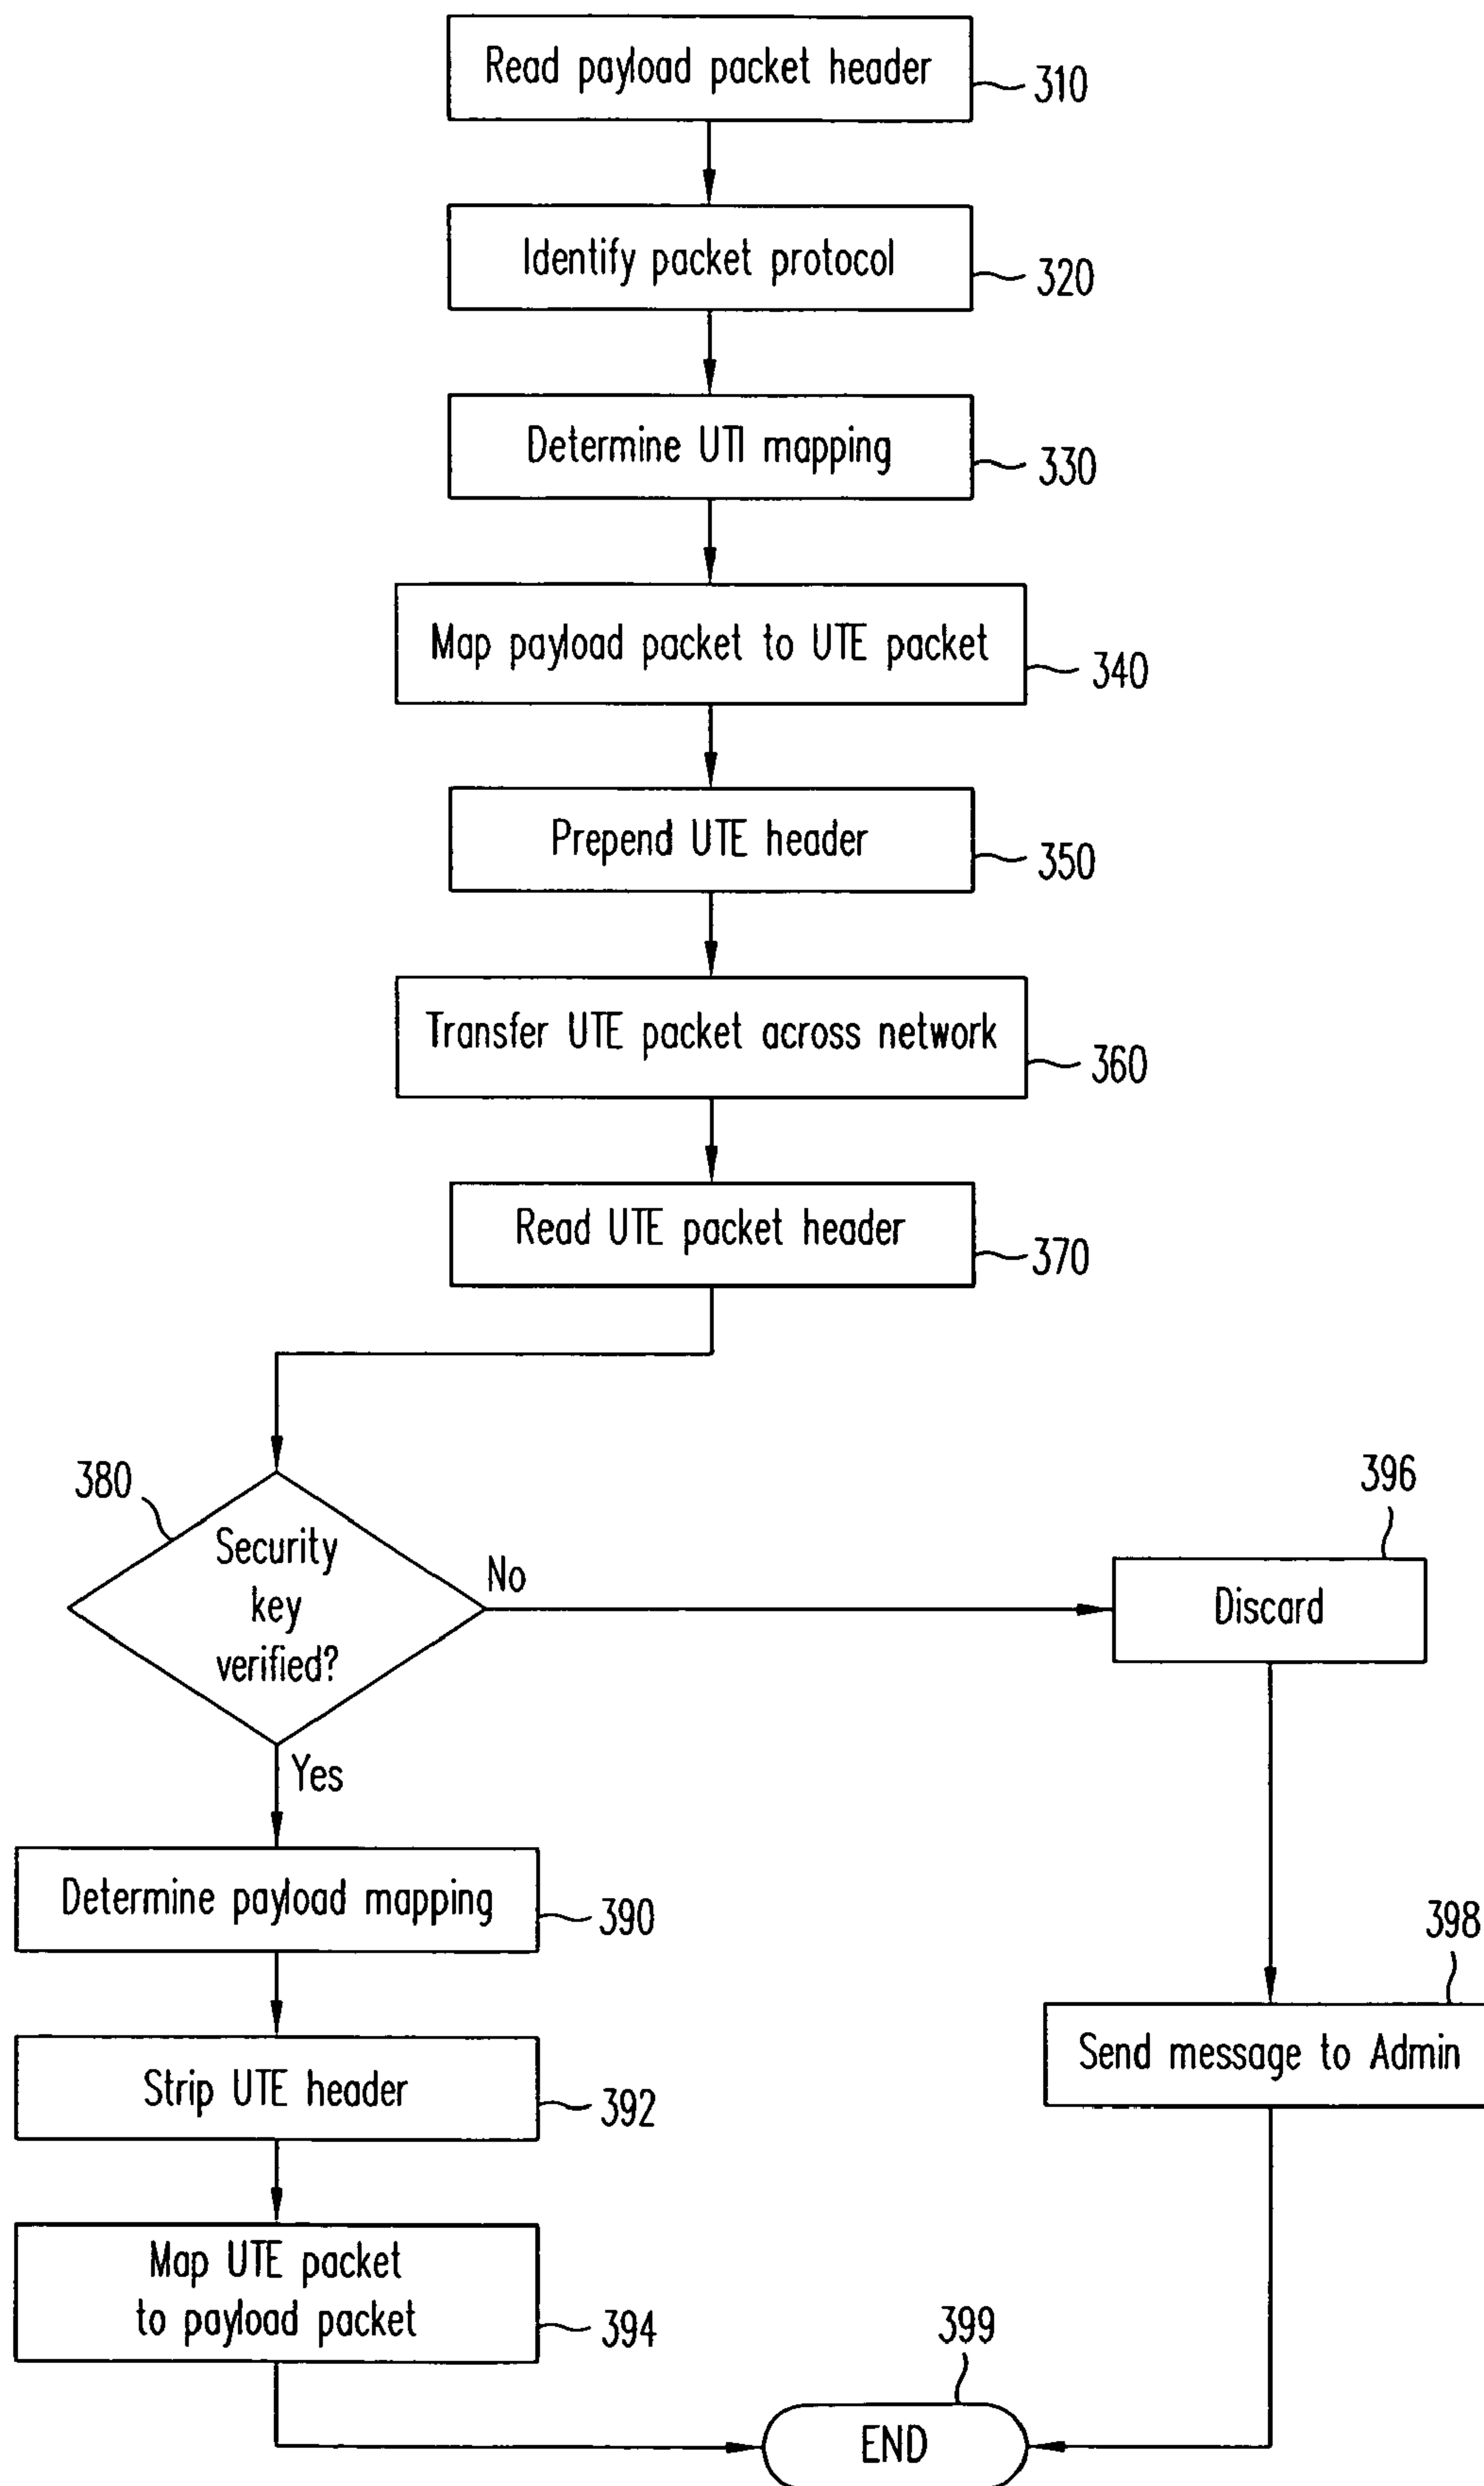 Read payload packet header
310
Identify packet protocol
320
Determine UTI mapping
330
Map payload packet to UTE packet
340
Prepend UTE header
350
Transfer UTE packet across network
360
Read UTE packet header
370
380
Security
key
verified?
No
Yes
396
Discard
Determine payload mapping
390
398
Send message to Admin
Strip UTE header
392
Map UTE packet
to payload packet
394
399
END